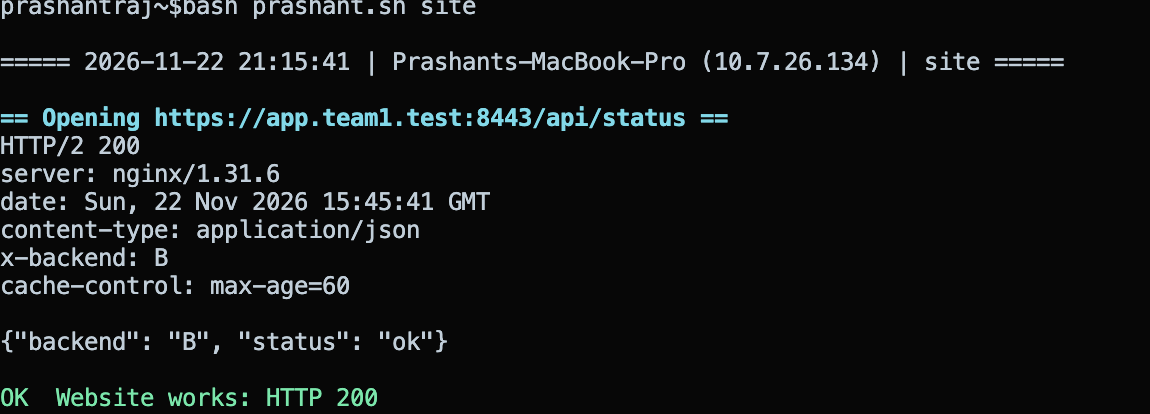 prashantraj~$bash prashant.sh site
===== 2026-11-22 21:15:41 | Prashants-MacBook-Pro (10.7.26.134) | site =====
== Opening https://app.team1.test:8443/api/status ==
HTTP/2 200
server: nginx/1.31.6
date: Sun, 22 Nov 2026 15:45:41 GMT
content-type: application/json
x-backend: B
cache-control: max-age=60
{"backend": "B", "status": "ok"}
OK  Website works: HTTP 200